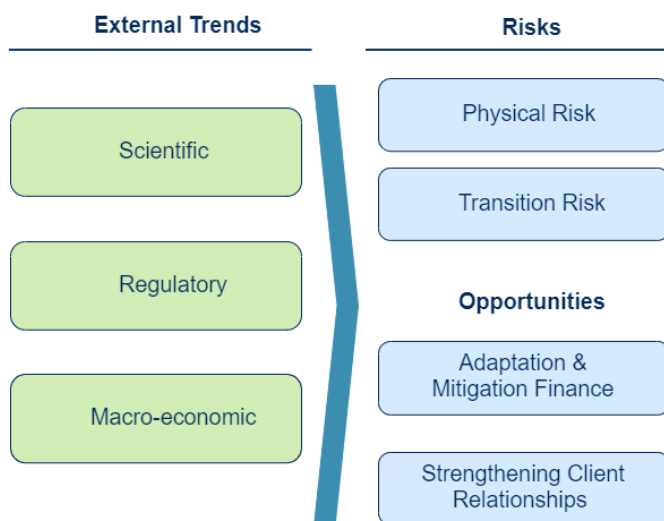 External Trends
Scientific
Regulatory
Macro-economic
Risks
Physical Risk
Transition Risk
Opportunities
Adaptation &
Mitigation Finance
Strengthening Client
Relationships